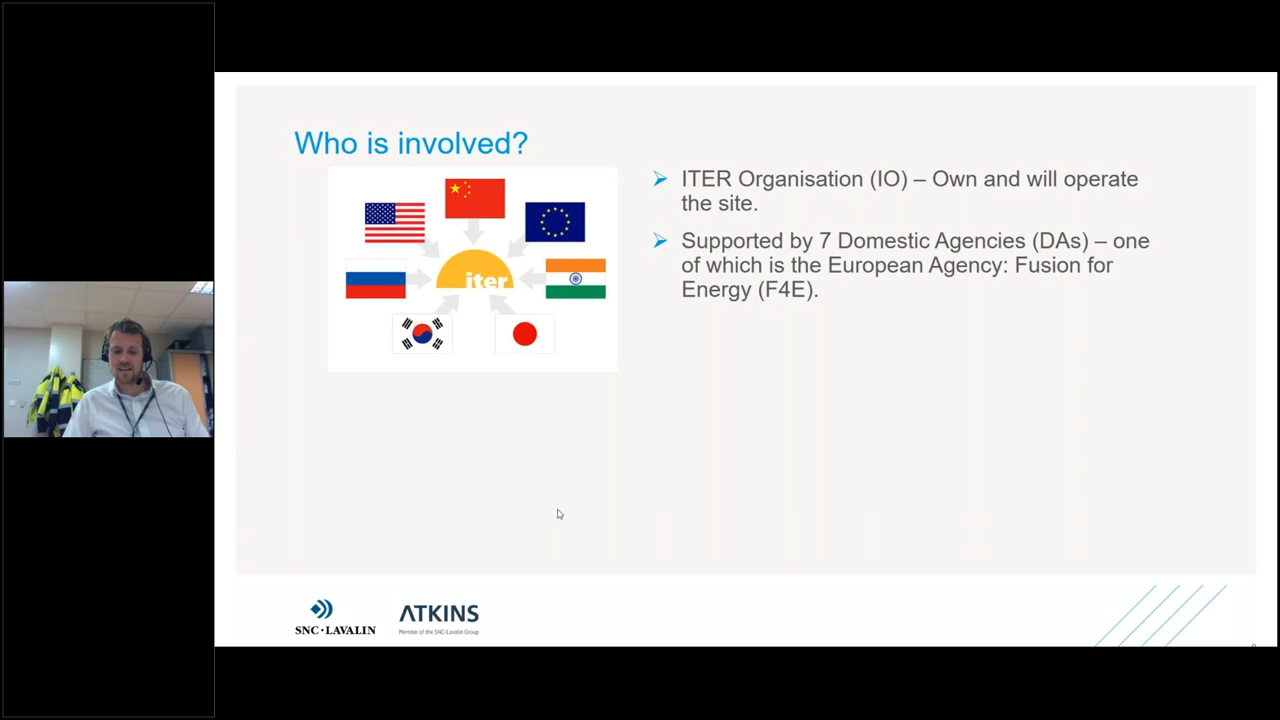 Who is involved?
iter
ITER Organisation (IO) – Own and will operate
the site.
Supported by 7 Domestic Agencies (DAs) – one
of which is the European Agency: Fusion for
Energy (F4E).
SNC·LAVALIN
ATKINS
Member of the SNC-Lavalin Group